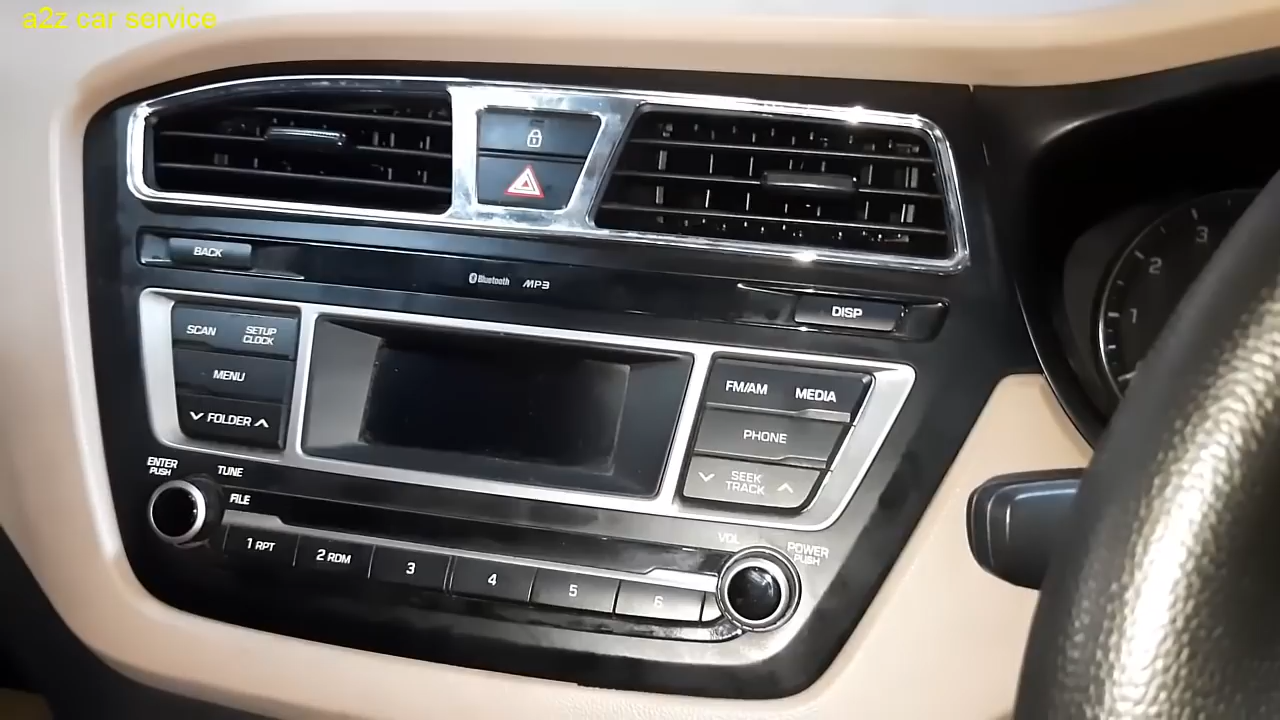 a2z car service
BACK
Bluetooth MP3
DISP
SCAN SETUP CLOCK
MENU
FOLDER
FM/AM MEDIA
PHONE
SEEK
TRACK
ENTER
PUSH
TUNE
FILE
1 RPT 2 RDM 3 4 5 6
VOL
POWER
PUSH
3
2
1